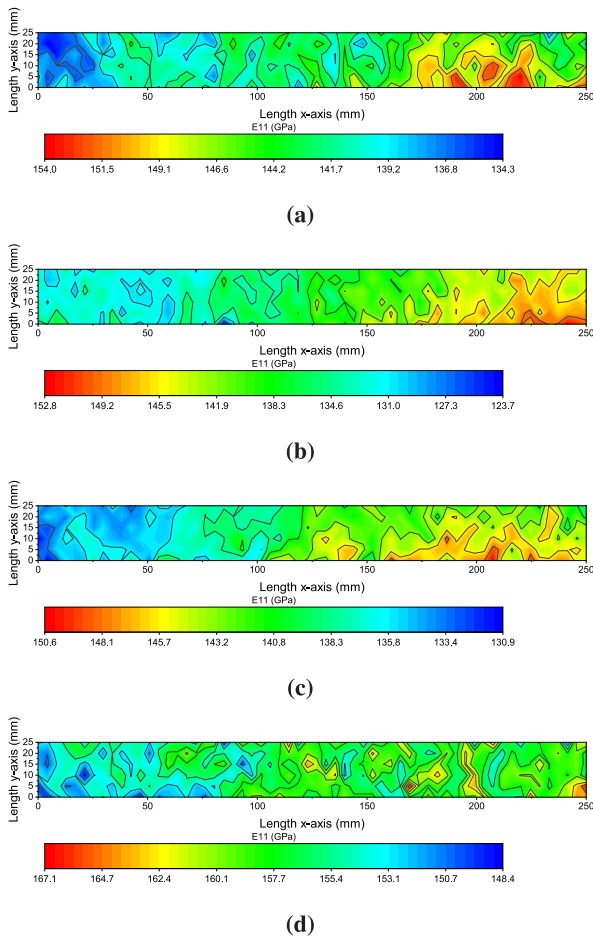 25
20
15
10
5
0
Length y-axis (mm)
0 50 100 150 200 250
Length x-axis (mm)
E11 (GPa)
154.0 151.5 149.1 146.6 144.2 141.7 139.2 136.8 134.3
(a)
25
20
15
10
5
0
Length y-axis (mm)
0 50 100 150 200 250
Length x-axis (mm)
E11 (GPa)
152.8 149.2 145.5 141.9 138.3 134.6 131.0 127.3 123.7
(b)
25
20
15
10
5
0
Length y-axis (mm)
0 50 100 150 200 250
Length x-axis (mm)
E11 (GPa)
150.6 148.1 145.7 143.2 140.8 138.3 135.8 133.4 130.9
(c)
25
20
15
10
5
0
Length y-axis (mm)
0 50 100 150 200 250
Length x-axis (mm)
E11 (GPa)
167.1 164.7 162.4 160.1 157.7 155.4 153.1 150.7 148.4
(d)